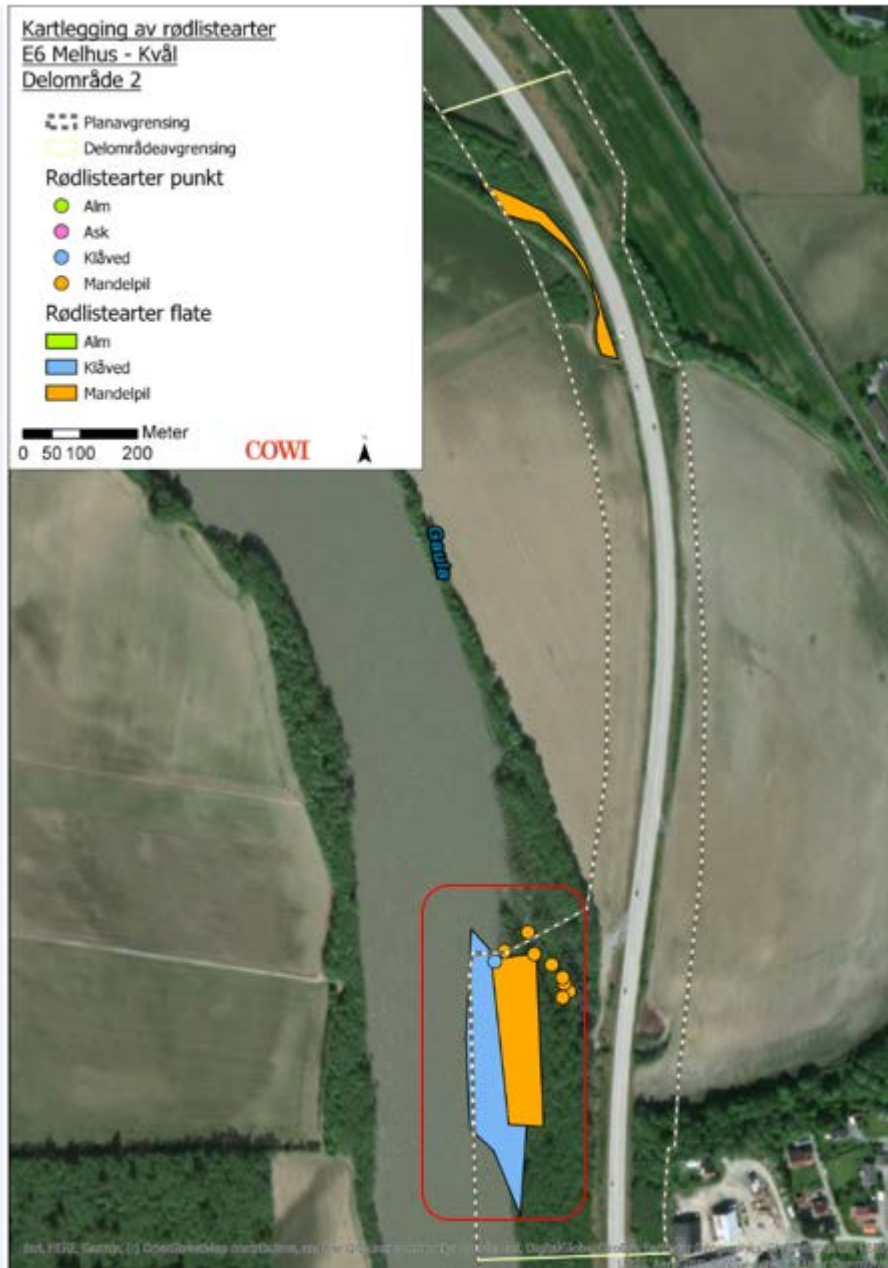 Kartlegging av rødlistearter
E6 Melhus - Kvål
Delområde 2
Planavgrensing
Delområdeavgrensing
Rødlistearter punkt
Alm
Ask
Klåved
Mandelpil
Rødlistearter flate
Alm
Klåved
Mandelpil
Meter
0 50 100 200
COWI
Gaula